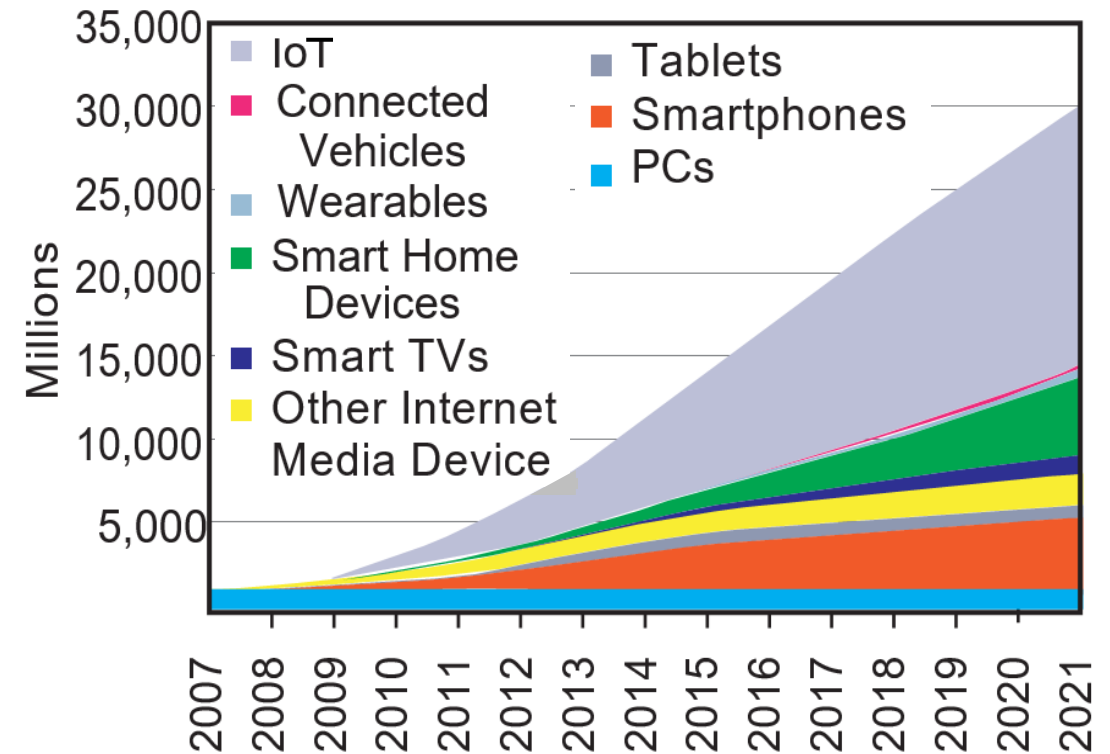 35,000
30,000
25,000
20,000
15,000
10,000
5,000
Millions
IoT
Connected
Vehicles
Wearables
Smart Home
Devices
Smart TVs
Other Internet
Media Device
Tablets
Smartphones
PCs
2007
2008
2009
2010
2011
2012
2013
2014
2015
2016
2017
2018
2019
2020
2021